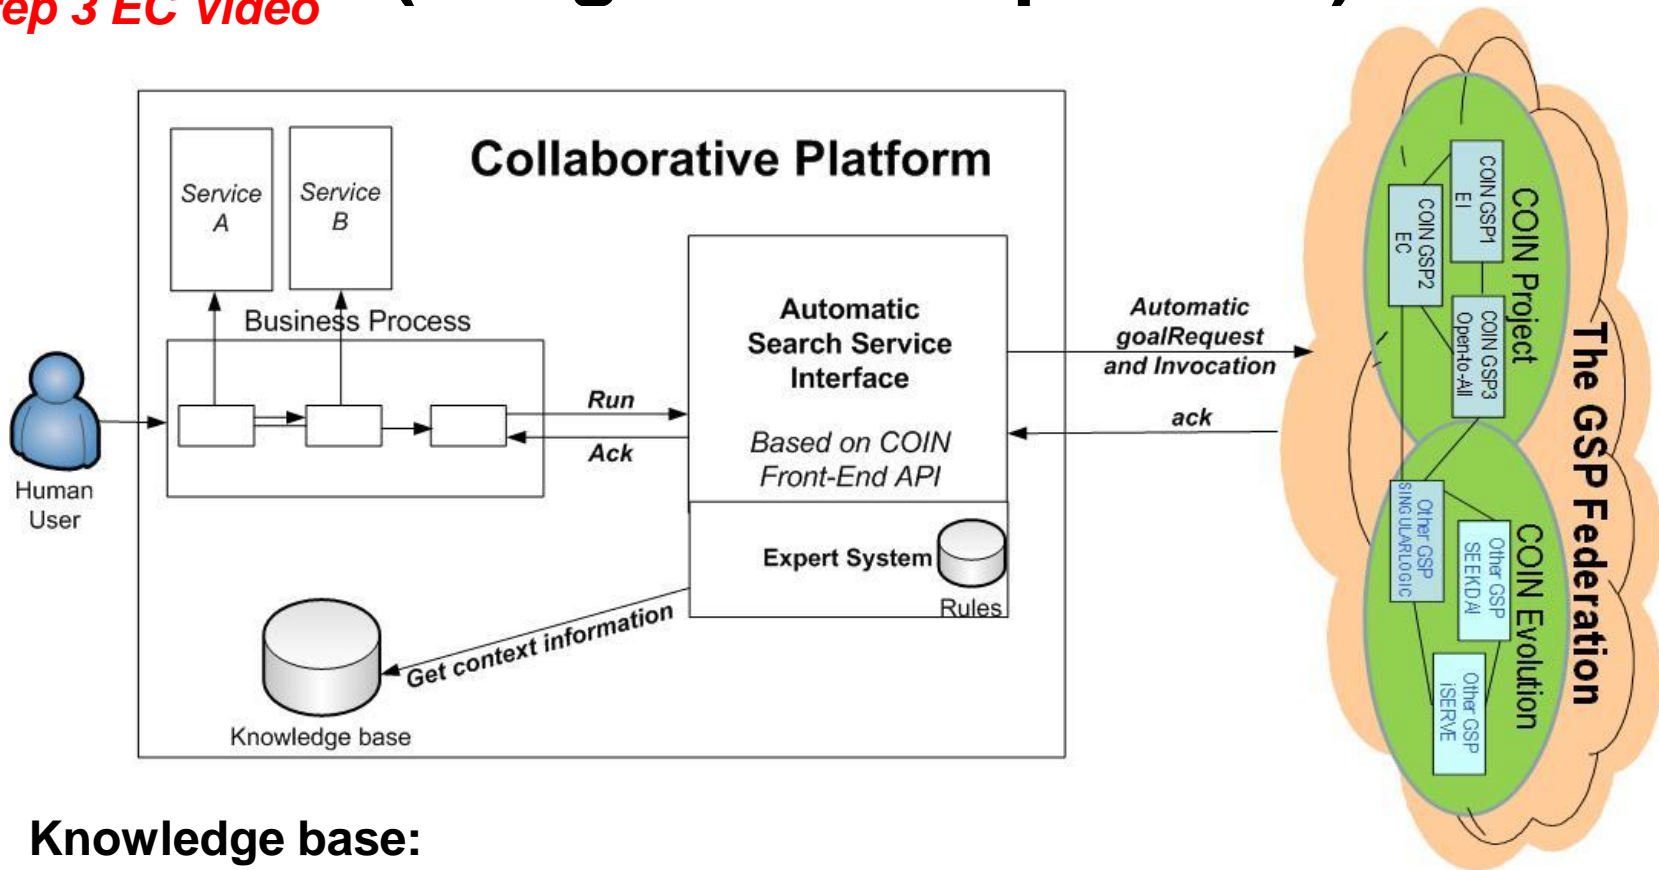 ep 3 EC video
Collaborative Platform
Service
A
Service
B
Business Process
Human
User
Run
Ack
Automatic
Search Service
Interface
Based on COIN
Front-End API
Expert System
Rules
Get context information
Knowledge base
Automatic
goalRequest
and Invocation
ack
COIN GSP1
EI
COIN GSP2
EC
COIN GSP3
Open-to-All
COIN Project
Other GSP
SINGULARLOGIC
Other GSP
SEEKDAI
Other GSP
iSERVE
COIN Evolution
The GSP Federation
Knowledge base: